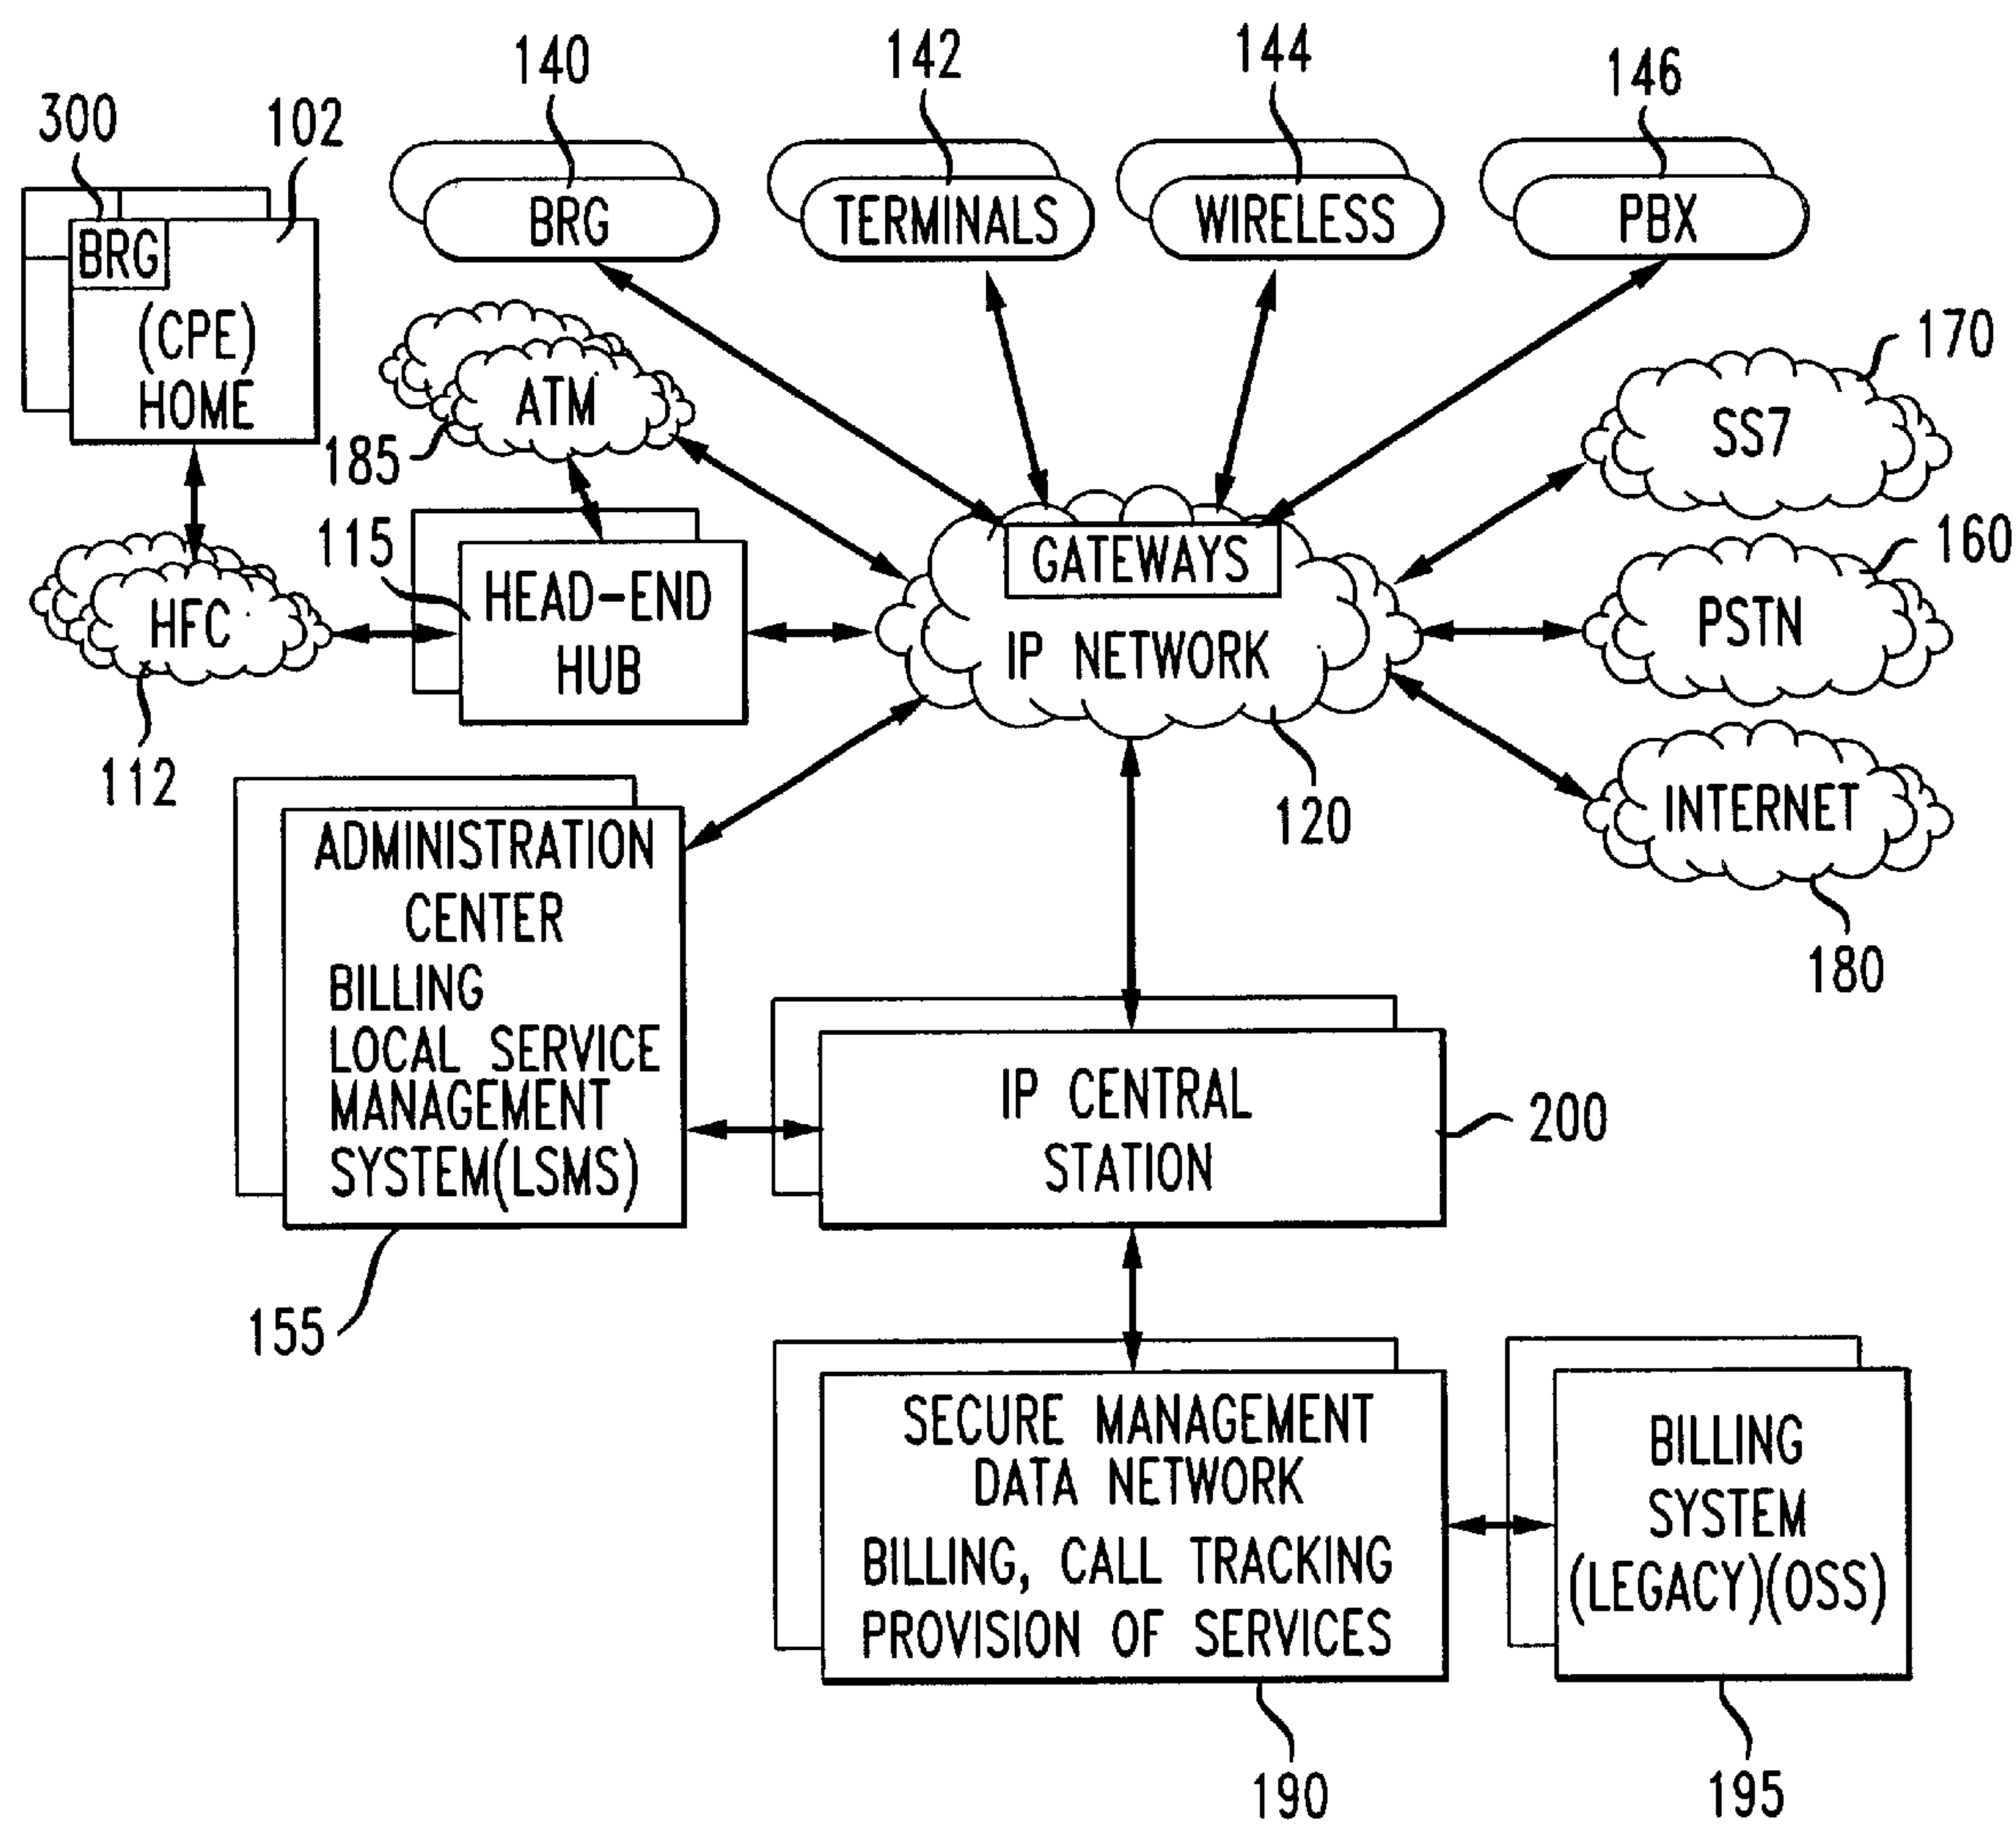 140
142
144
146
300
102
BRG
TERMINALS
WIRELESS
PBX
BRG
(CPE)
HOME
ATM
185
170
SS7
115
HEAD-END
HUB
GATEWAYS
IP NETWORK
160
PSTN
HFC
112
120
INTERNET
180
ADMINISTRATION
CENTER
BILLING
LOCAL SERVICE
MANAGEMENT
SYSTEM(LSMS)
155
IP CENTRAL
STATION
200
SECURE MANAGEMENT
DATA NETWORK
BILLING, CALL TRACKING
PROVISION OF SERVICES
190
BILLING
SYSTEM
(LEGACY)(OSS)
195